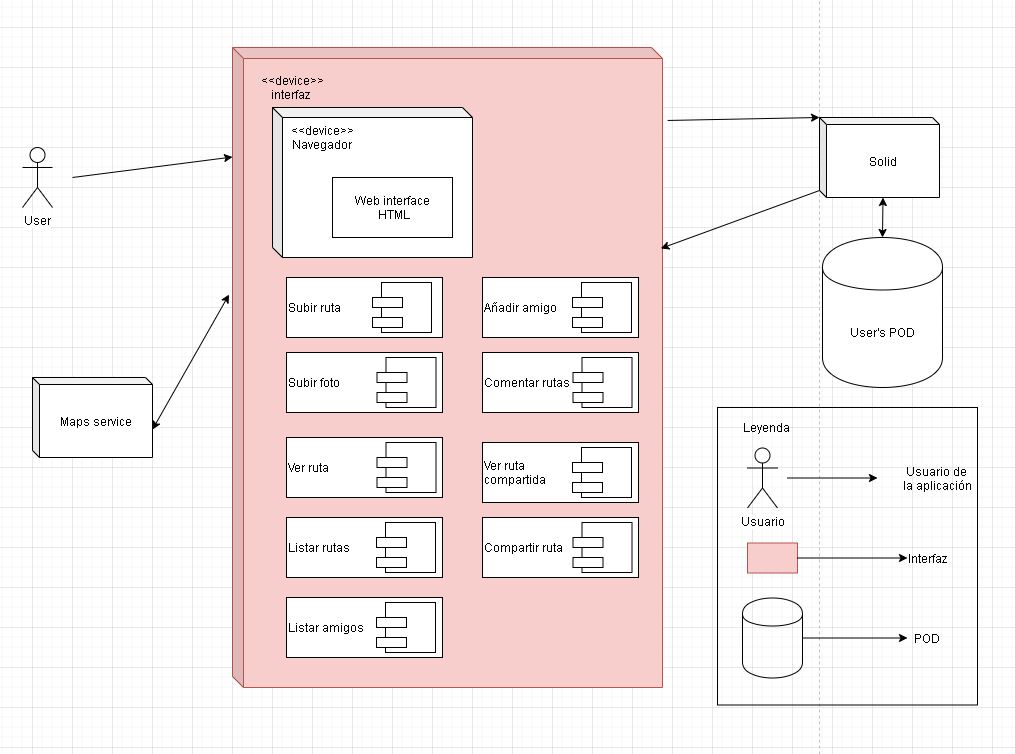 <<device>>
interfaz
<<device>>
Navegador
Web interface
HTML
User
Solid
User's POD
Maps service
Subir ruta
Añadir amigo
Subir foto
Comentar rutas
Ver ruta
Ver ruta
compartida
Listar rutas
Compartir ruta
Listar amigos
Leyenda
Usuario de
la aplicación
Usuario
Interfaz
POD